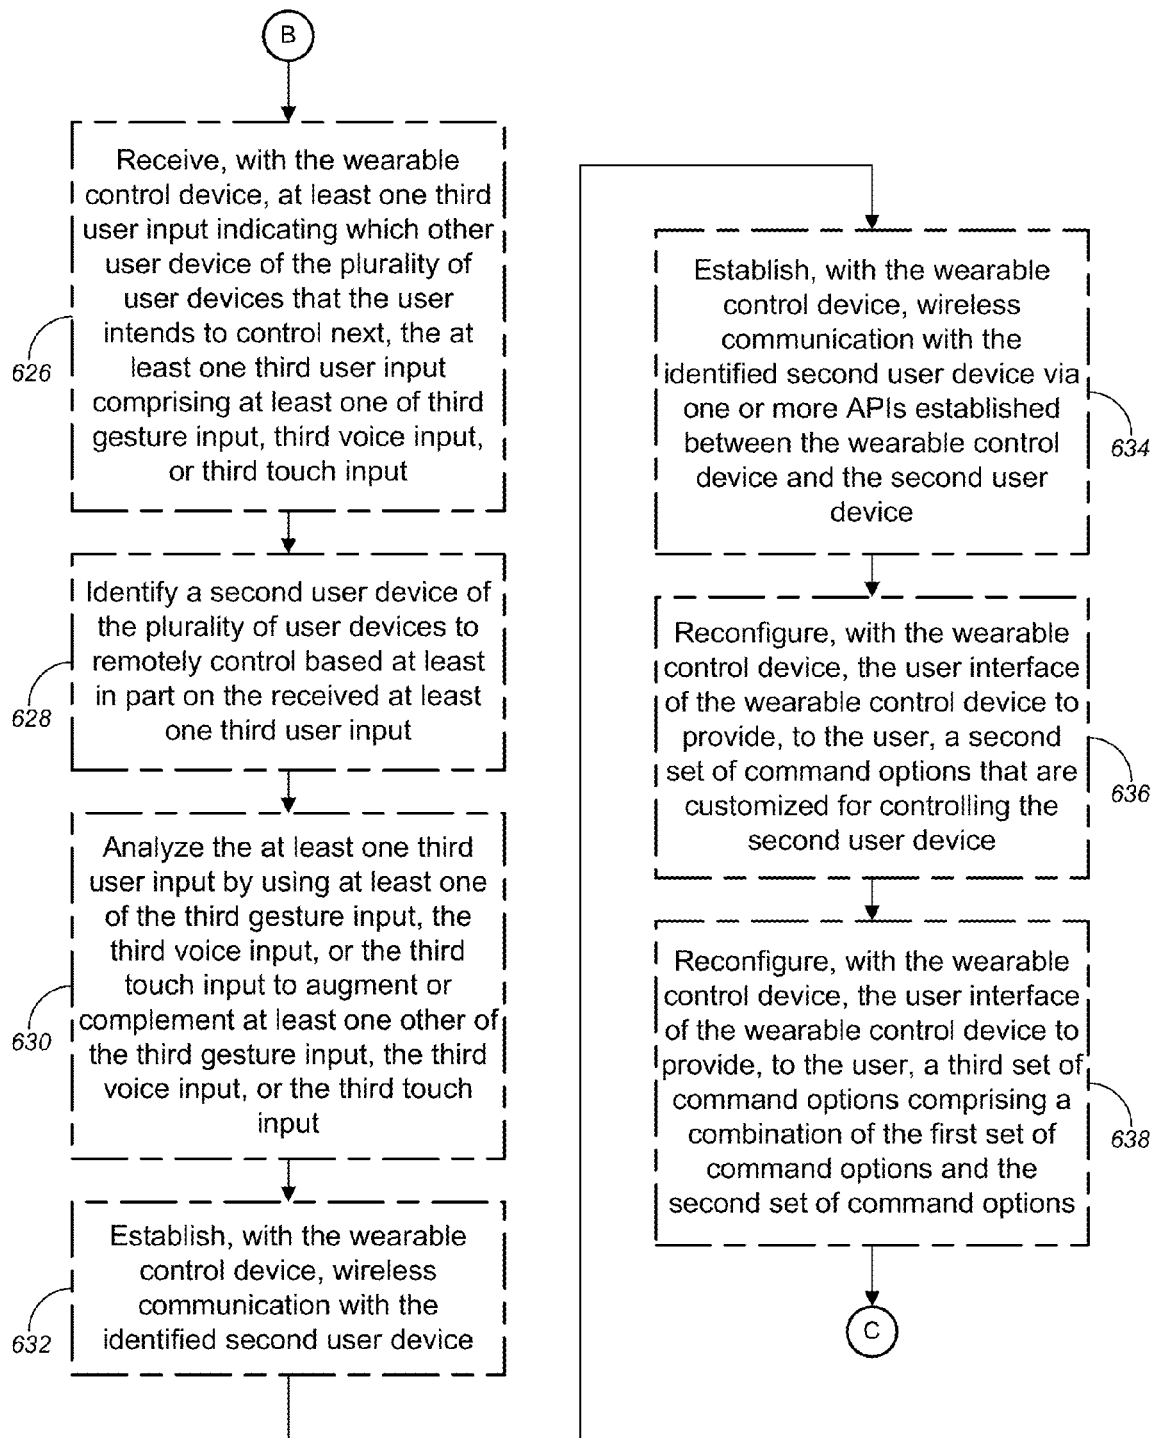 B
Receive, with the wearable
control device, at least one third
user input indicating which other
user device of the plurality of
user devices that the user
intends to control next, the at
least one third user input
comprising at least one of third
gesture input, third voice input,
or third touch input
626
Identify a second user device of
the plurality of user devices to
remotely control based at least
in part on the received at least
one third user input
628
Analyze the at least one third
user input by using at least one
of the third gesture input, the
third voice input, or the third
touch input to augment or
complement at least one other of
the third gesture input, the third
voice input, or the third touch
input
630
Establish, with the wearable
control device, wireless
communication with the
identified second user device
632
Establish, with the wearable
control device, wireless
communication with the
identified second user device via
one or more APIs established
between the wearable control
device and the second user
device
634
Reconfigure, with the wearable
control device, the user interface
of the wearable control device to
provide, to the user, a second
set of command options that are
customized for controlling the
second user device
636
Reconfigure, with the wearable
control device, the user interface
of the wearable control device to
provide, to the user, a third set of
command options comprising a
combination of the first set of
command options and the
second set of command options
638
C